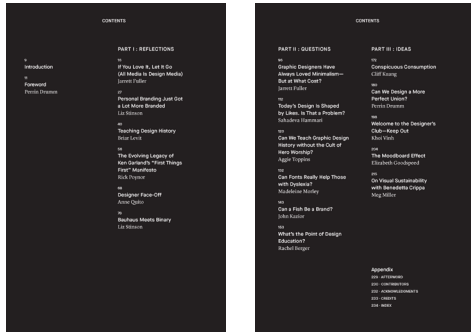 CONTENTS
9
Introduction
11
Foreword
Perrin Drumm
PART I : REFLECTIONS
If You Love It, Let It Go
(All Media Is Design Media)
Jarrett Fuller
Personal Branding Just Got
a Lot More Branded
Liz Stinson
Teaching Design History
Briar Levit
The Evolving Legacy of
Ken Garland's "First Things
First" Manifesto
Rick Poynor
Designer Face-Off
Anne Quito
Bauhaus Meets Binary
Liz Stinson
CONTENTS
PART II : QUESTIONS
Graphic Designers Have
Always Loved Minimalism—
But at What Cost?
Jarrett Fuller
Today's Design Is Shaped
by Likes. Is That a Problem?
Sahadeva Hammari
Can We Teach Graphic Design
History without the Cult of
Hero Worship?
Aggie Toppins
Can Fonts Really Help Those
with Dyslexia?
Madeleine Morley
Can a Fish Be a Brand?
John Kazior
What's the Point of Design
Education?
Rachel Berger
PART III : IDEAS
Conspicuous Consumption
Cliff Kuang
Can We Design a More
Perfect Union?
Perrin Drumm
Welcome to the Designer's
Club—Keep Out
Khoi Vinh
The Moodboard Effect
Elizabeth Goodspeed
On Visual Sustainability
with Benedetta Crippa
Meg Miller
Appendix
AFTERWORD
CONTRIBUTORS
ACKNOWLEDGMENTS
CREDITS
INDEX